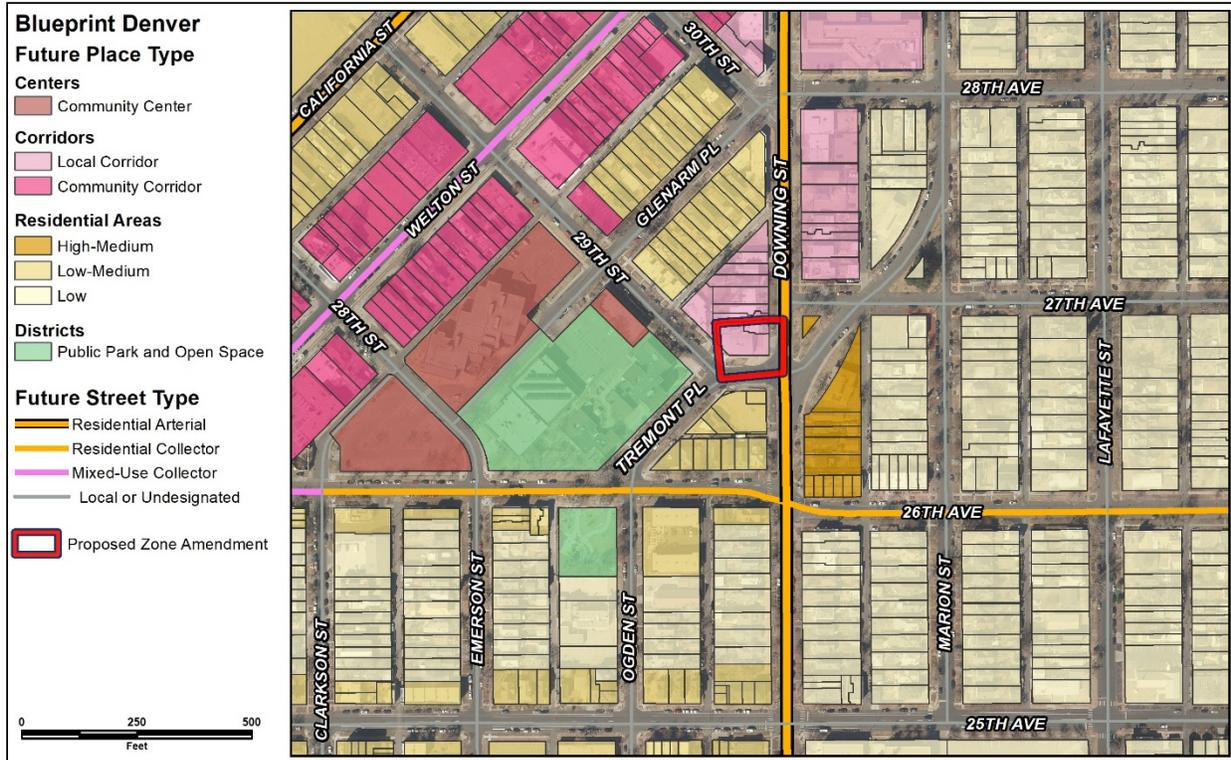 Blueprint Denver
Future Place Type
Centers
Community Center
Corridors
Local Corridor
Community Corridor
Residential Areas
High-Medium
Low-Medium
Low
Districts
Public Park and Open Space
Future Street Type
Residential Arterial
Residential Collector
Mixed-Use Collector
Local or Undesignated
Proposed Zone Amendment
0 250 500
Feet
CALIFORNIA ST
30TH ST
28TH AVE
WELTON ST
GLENARM PL
DOWNING ST
29TH ST
28TH ST
27TH AVE
TREMONT PL
LAFAYETTE ST
26TH AVE
CLARKSON ST
EMERSON ST
OGDEN ST
MARION ST
25TH AVE